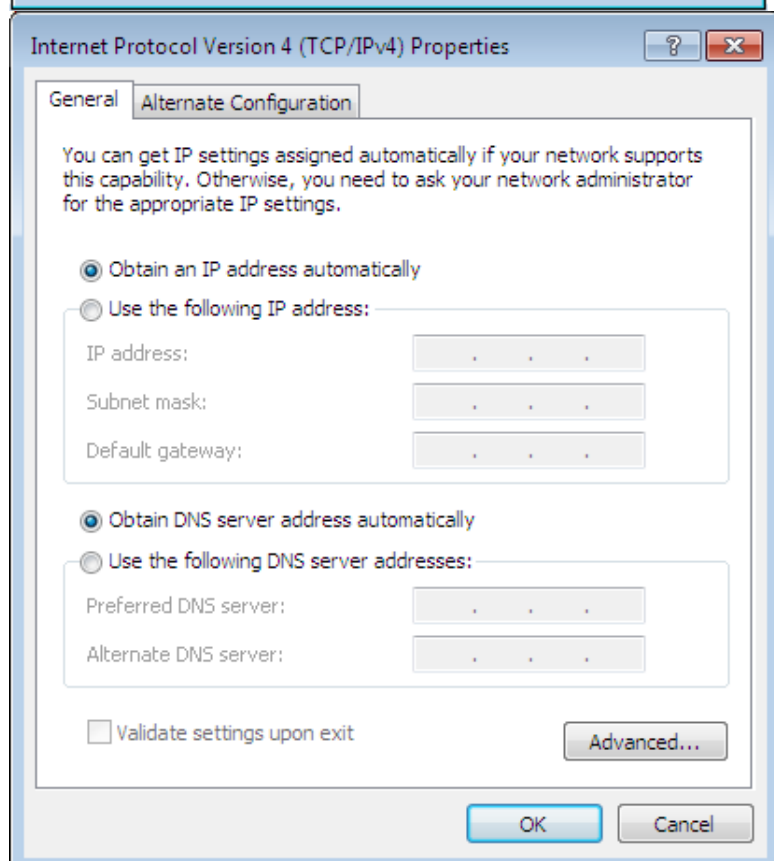 Internet Protocol Version 4 (TCP/IPv4) Properties
General
Alternate Configuration
You can get IP settings assigned automatically if your network supports
this capability. Otherwise, you need to ask your network administrator
for the appropriate IP settings.
Obtain an IP address automatically
Use the following IP address:
IP address:
Subnet mask:
Default gateway:
Obtain DNS server address automatically
Use the following DNS server addresses:
Preferred DNS server:
Alternate DNS server:
Validate settings upon exit
Advanced...
OK
Cancel